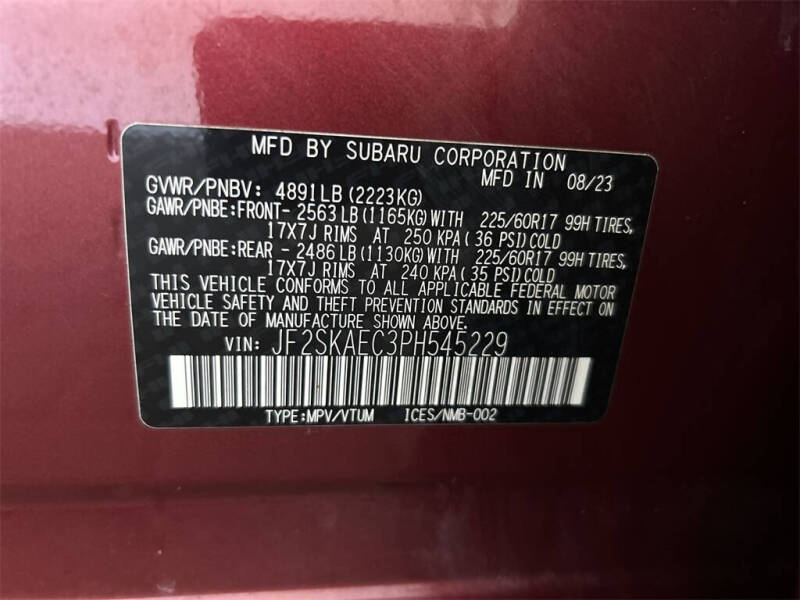 MFD BY SUBARU CORPORATION
MFD IN 08/23
GVWR/PNBV: 4891LB(2223KG)
GAWR/PNBE:FRONT- 2563LB(1165KG)WITH 225/60R17 99H TIRES,
17X7J RIMS AT 250 KPA( 36 PSI)COLD
GAWR/PNBE:REAR - 2486LB(1130KG)WITH 225/60R17 99H TIRES,
17X7J RIMS AT 240 KPA( 35 PSI)COLD
THIS VEHICLE CONFORMS TO ALL APPLICABLE FEDERAL MOTOR
VEHICLE SAFETY AND THEFT PREVENTION STANDARDS IN EFFECT ON
THE DATE OF MANUFACTURE SHOWN ABOVE.
VIN: JF2SKAEC3PH545229
TYPE:MPV/VTUM ICES/NMB-002